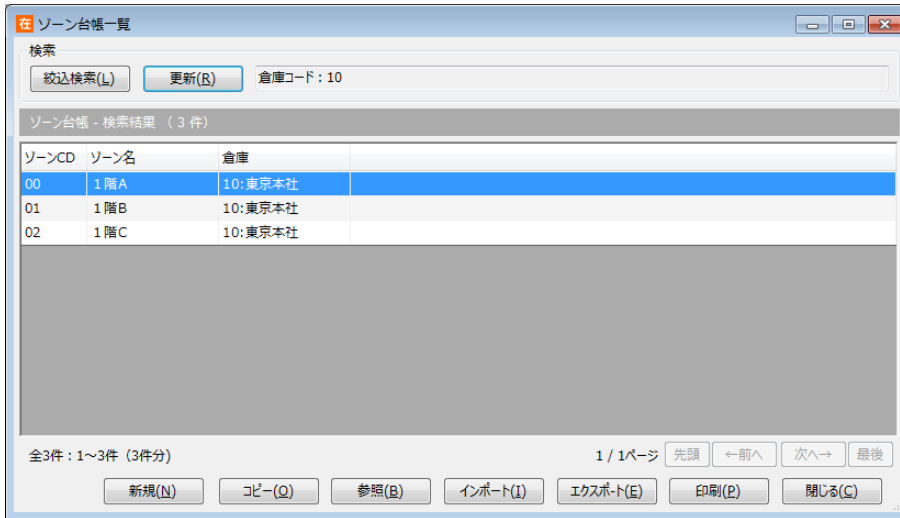 在 ゾーン台帳一覧
検索
絞込検索(L) 更新(R) 倉庫コード：10
ゾーン台帳 - 検索結果 （ 3 件）
ゾーンCD ゾーン名 倉庫
00 １階A 10:東京本社
01 １階B 10:東京本社
02 １階C 10:東京本社
全3件：1～3件（3件分） 1 / 1ページ 先頭 ←前へ 次へ→ 最後
新規(N) コピー(O) 参照(B) インポート(I) エクスポート(E) 印刷(P) 閉じる(C)